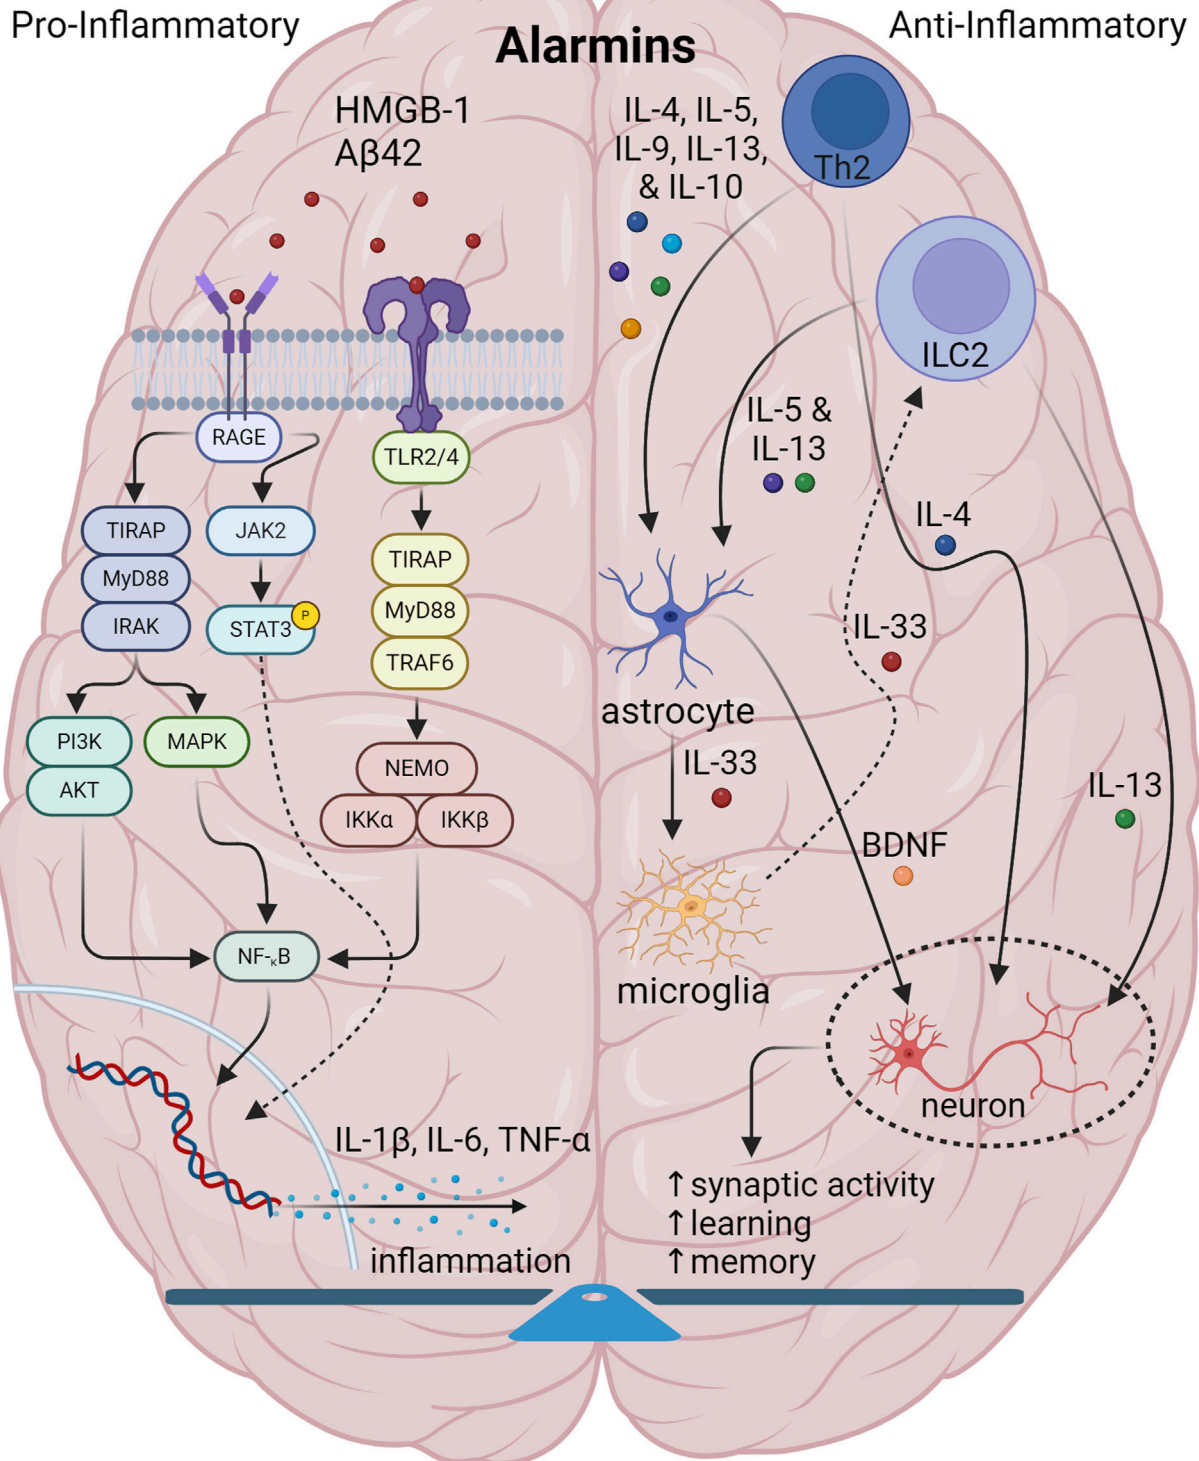 Pro-Inflammatory
Alarmins
Anti-Inflammatory
HMGB-1
Aβ42
RAGE
TLR2/4
TIRAP
MyD88
IRAK
JAK2
STAT3
P
TIRAP
MyD88
TRAF6
PI3K
AKT
MAPK
NEMO
IKKα
IKKβ
NF-κB
IL-1β, IL-6, TNF-α
inflammation
IL-4, IL-5,
IL-9, IL-13,
& IL-10
Th2
ILC2
IL-5 &
IL-13
IL-4
IL-33
astrocyte
IL-33
IL-13
BDNF
microglia
neuron
↑synaptic activity
↑learning
↑memory